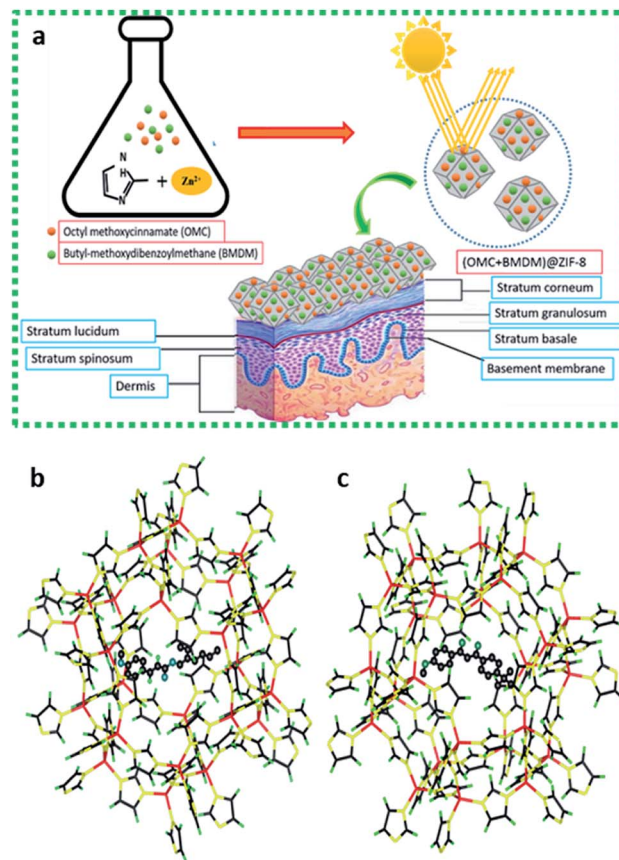 a
N
H
N
+
Zn²⁺
Octyl methoxycinnamate (OMC)
Butyl-methoxydibenzoylmethane (BMDM)
(OMC+BMDM)@ZIF-8
Stratum corneum
Stratum lucidum
Stratum granulosum
Stratum spinosum
Stratum basale
Dermis
Basement membrane
b
c